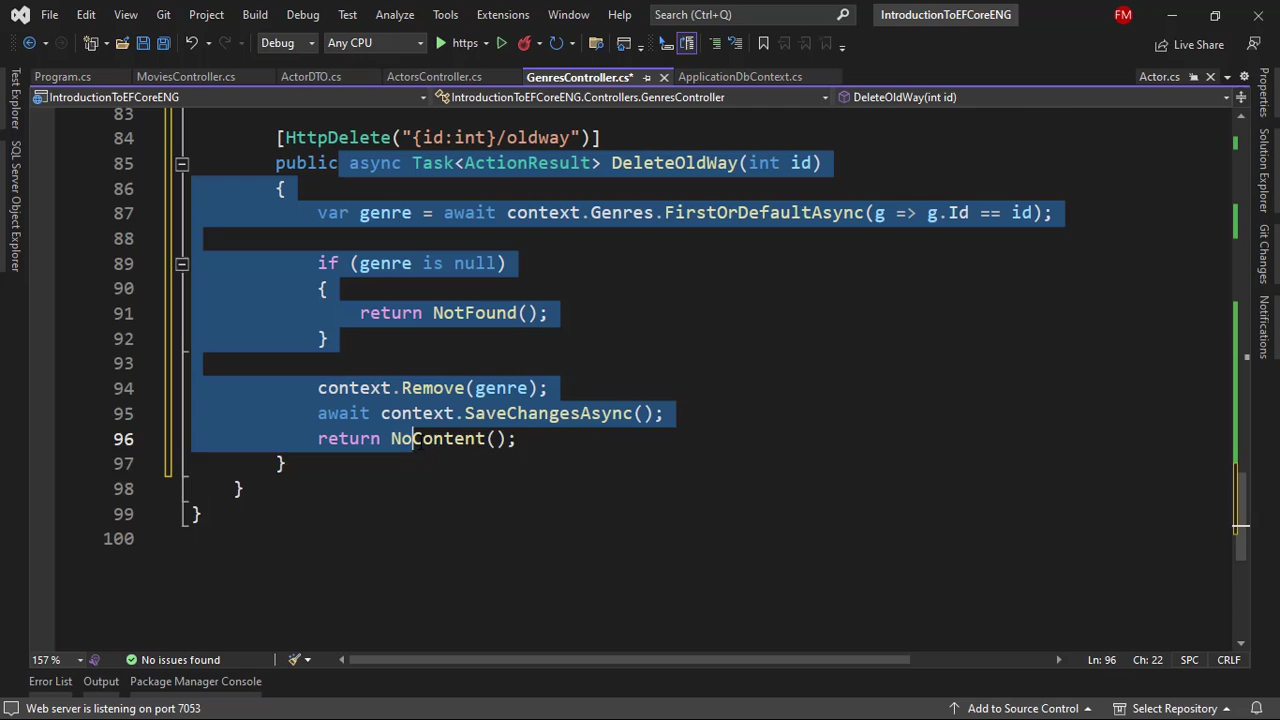 File Edit View Git Project Build Debug Test Analyze Tools Extensions Window Help Search (Ctrl+Q) IntroductionToEFCoreENG FM
Debug Any CPU https Live Share
Program.cs MoviesController.cs ActorDTO.cs ActorsController.cs GenresController.cs* ApplicationDbContext.cs Actor.cs
IntroductionToEFCoreENG IntroductionToEFCoreENG.Controllers.GenresController DeleteOldWay(int id)
Test Explorer
SQL Server Object Explorer
Properties
Solution Explorer
Git Changes
Notifications
83
84 [HttpDelete("{id:int}/oldway")]
85 public async Task<ActionResult> DeleteOldWay(int id)
86 {
87 var genre = await context.Genres.FirstOrDefaultAsync(g => g.Id == id);
88
89 if (genre is null)
90 {
91 return NotFound();
92 }
93
94 context.Remove(genre);
95 await context.SaveChangesAsync();
96 return NoContent();
97 }
98 }
99 }
100
157 % No issues found Ln: 96 Ch: 22 SPC CRLF
Error List Output Package Manager Console
Web server is listening on port 7053 Add to Source Control Select Repository